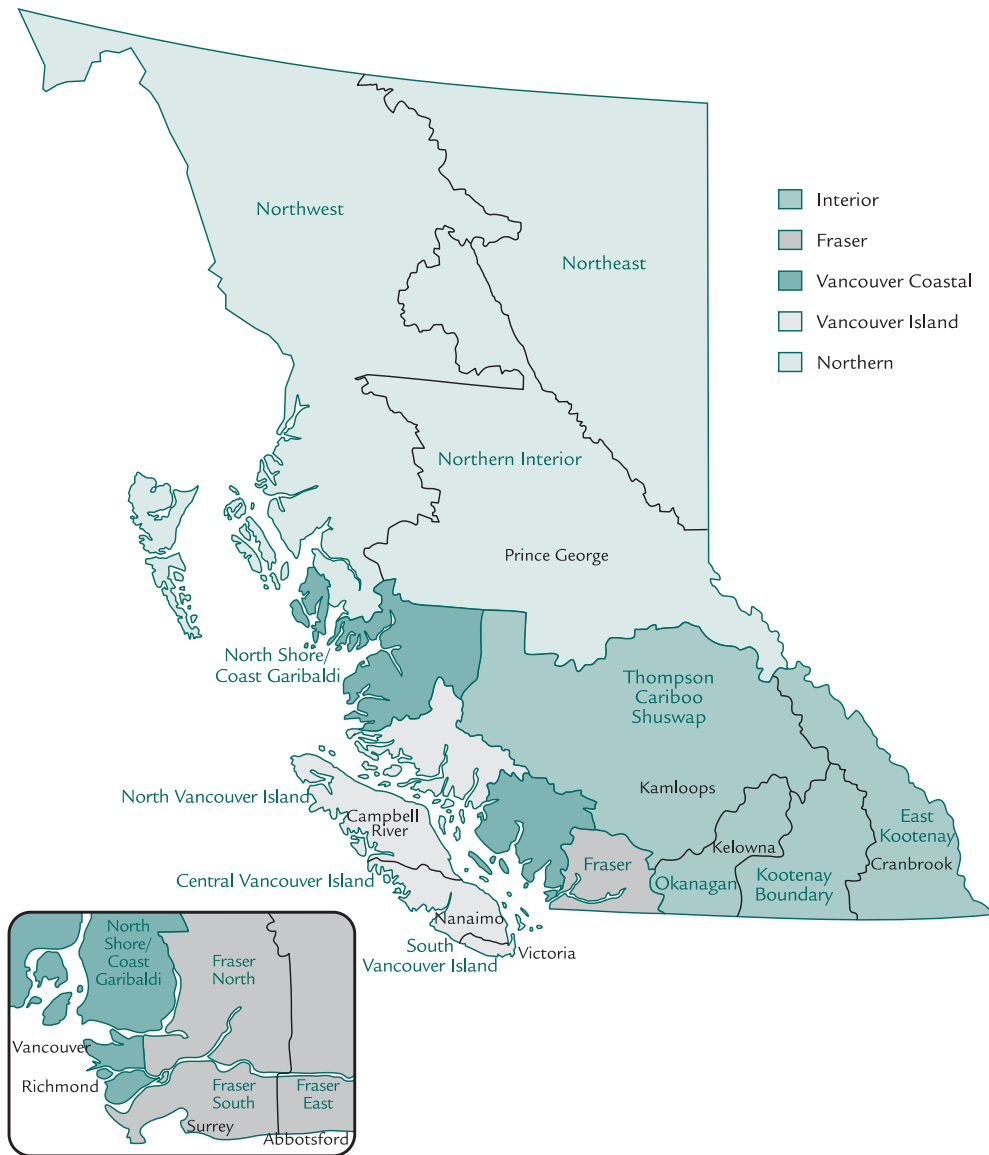 Northwest
Northeast
Interior
Fraser
Vancouver Coastal
Vancouver Island
Northern
Northern Interior
Prince George
North Shore/
Coast Garibaldi
Thompson
Cariboo
Shuswap
Kamloops
North Vancouver Island
Campbell
River
East
Kootenay
Kelowna
Cranbrook
Fraser
Okanagan
Kootenay
Boundary
Central Vancouver Island
Nanaimo
South
Vancouver Island
Victoria
North
Shore/
Coast
Garibaldi
Fraser
North
Vancouver
Richmond
Fraser
South
Fraser
East
Surrey
Abbotsford